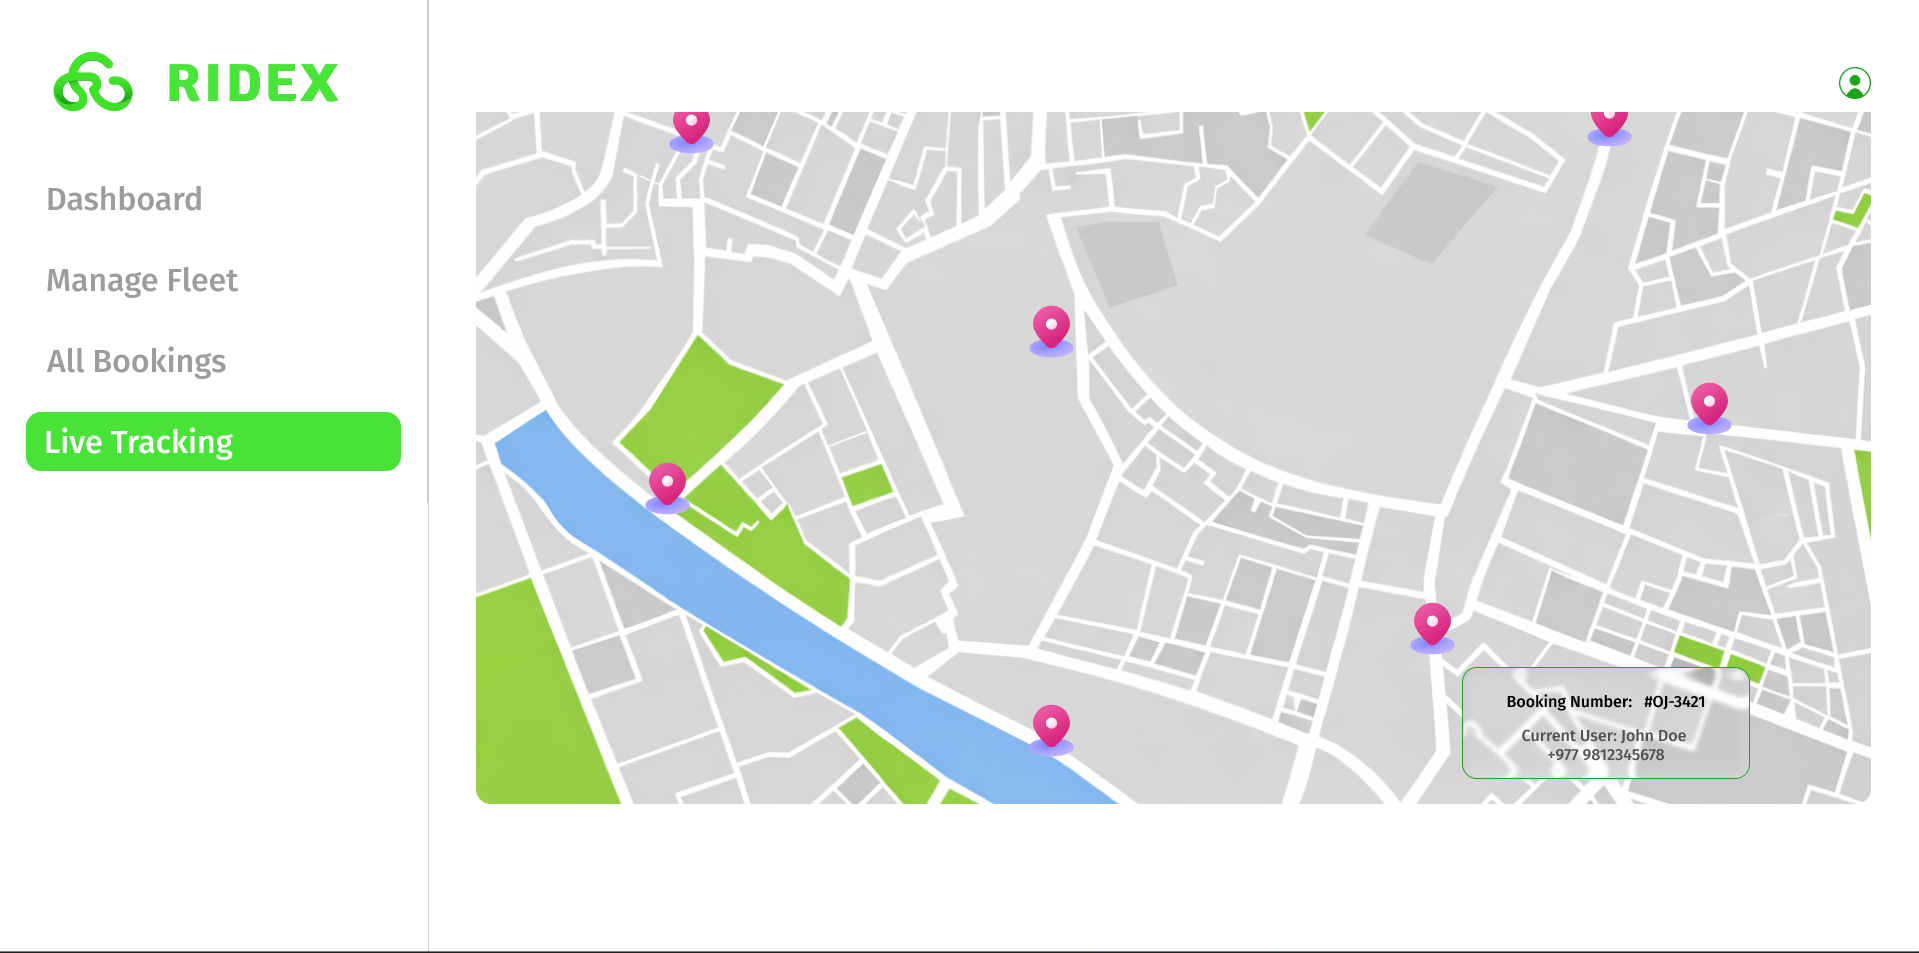 RIDEX
Dashboard
Manage Fleet
All Bookings
Live Tracking
Booking Number: #OJ-3421
Current User: John Doe
+977 9812345678